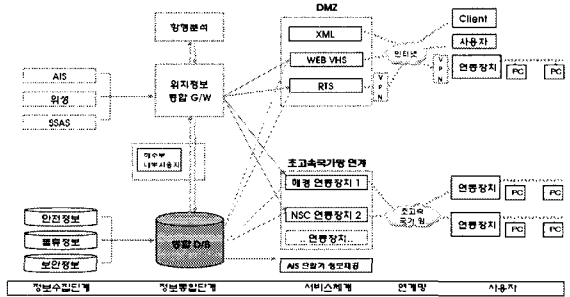 DMZ
항행분석
XML
Client
인터넷
사용자
AIS
위치정보
통합 G/W
WEB VHS
연동장치
PC
PC
위성
RTS
VPN
VPN
SSAS
해수부
내부사용자
초고속국가망 연계
해경 연동장치 1
연동장치
PC
PC
안전정보
NSC 연동장치 2
초고속
국가망
물류정보
통합 D/B
연동장치
PC
PC
.. 연동장치..
보안정보
AIS 단말기 정보제공
정보수집단계
정보통합단계
서비스체계
연계망
사용자